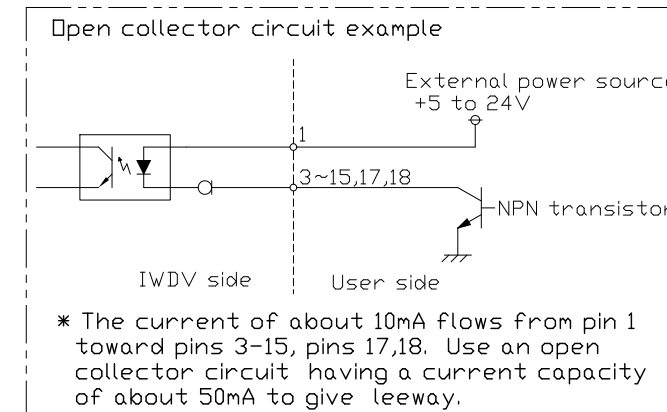 Open collector circuit example
External power source
+5 to 24V
1
3~15,17,18
NPN transistor
IWDV side
User side
* The current of about 10mA flows from pin 1
toward pins 3-15, pins 17,18. Use an open
collector circuit having a current capacity
of about 50mA to give leeway.